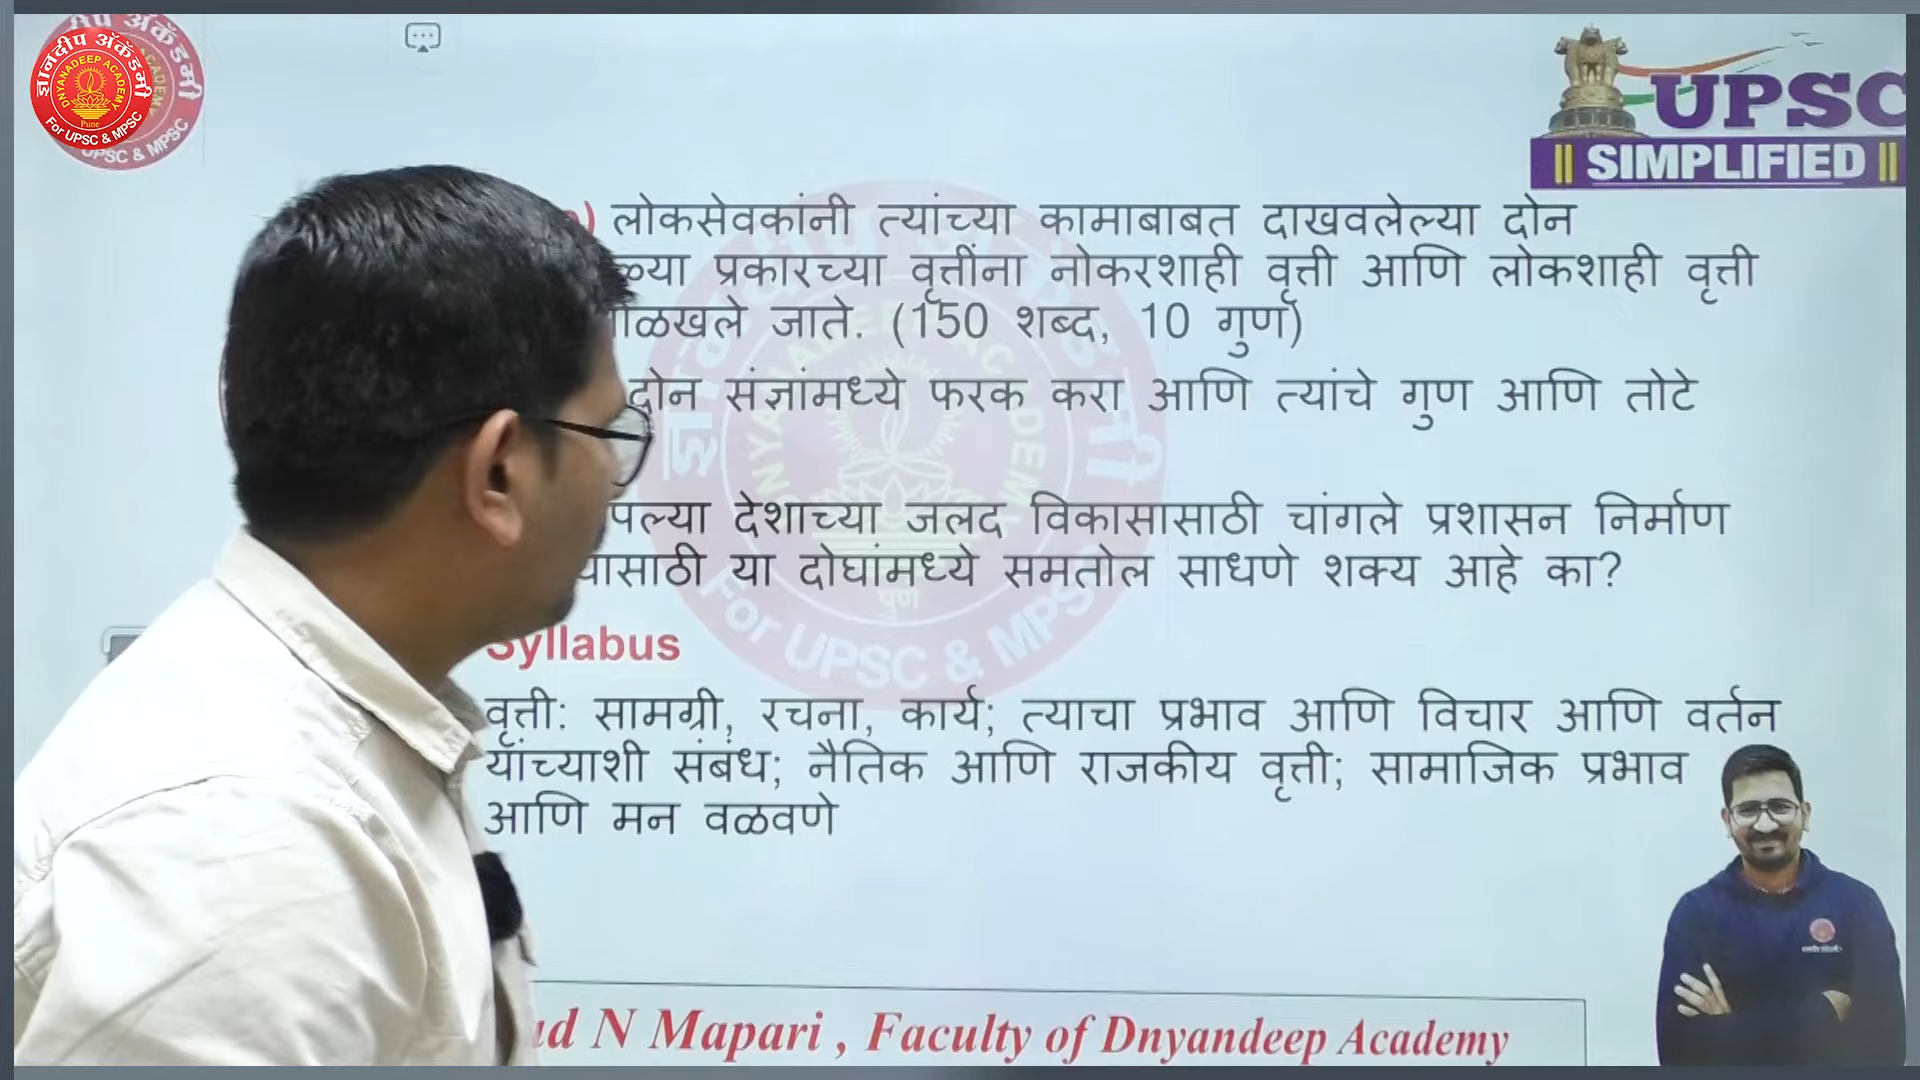 ज्ञानदीप अ‍ॅकॅडमी
DNYANADEEP ACADEMY
Pune
For UPSC & MPSC
UPSC
SIMPLIFIED
लोकसेवकांनी त्यांच्या कामाबाबत दाखवलेल्या दोन
प्रकारच्या वृत्तींना नोकरशाही वृत्ती आणि लोकशाही वृत्ती
जाते. (150 शब्द, 10 गुण)
दोन संज्ञांमध्ये फरक करा आणि त्यांचे गुण आणि तोटे
देशाच्या जलद विकासासाठी चांगले प्रशासन निर्माण
या दोघांमध्ये समतोल साधणे शक्य आहे का?
Syllabus
वृत्ती: सामग्री, रचना, कार्य; त्याचा प्रभाव आणि विचार आणि वर्तन
यांच्याशी संबंध; नैतिक आणि राजकीय वृत्ती; सामाजिक प्रभाव
आणि मन वळवणे
N Mapari , Faculty of Dnyandeep Academy